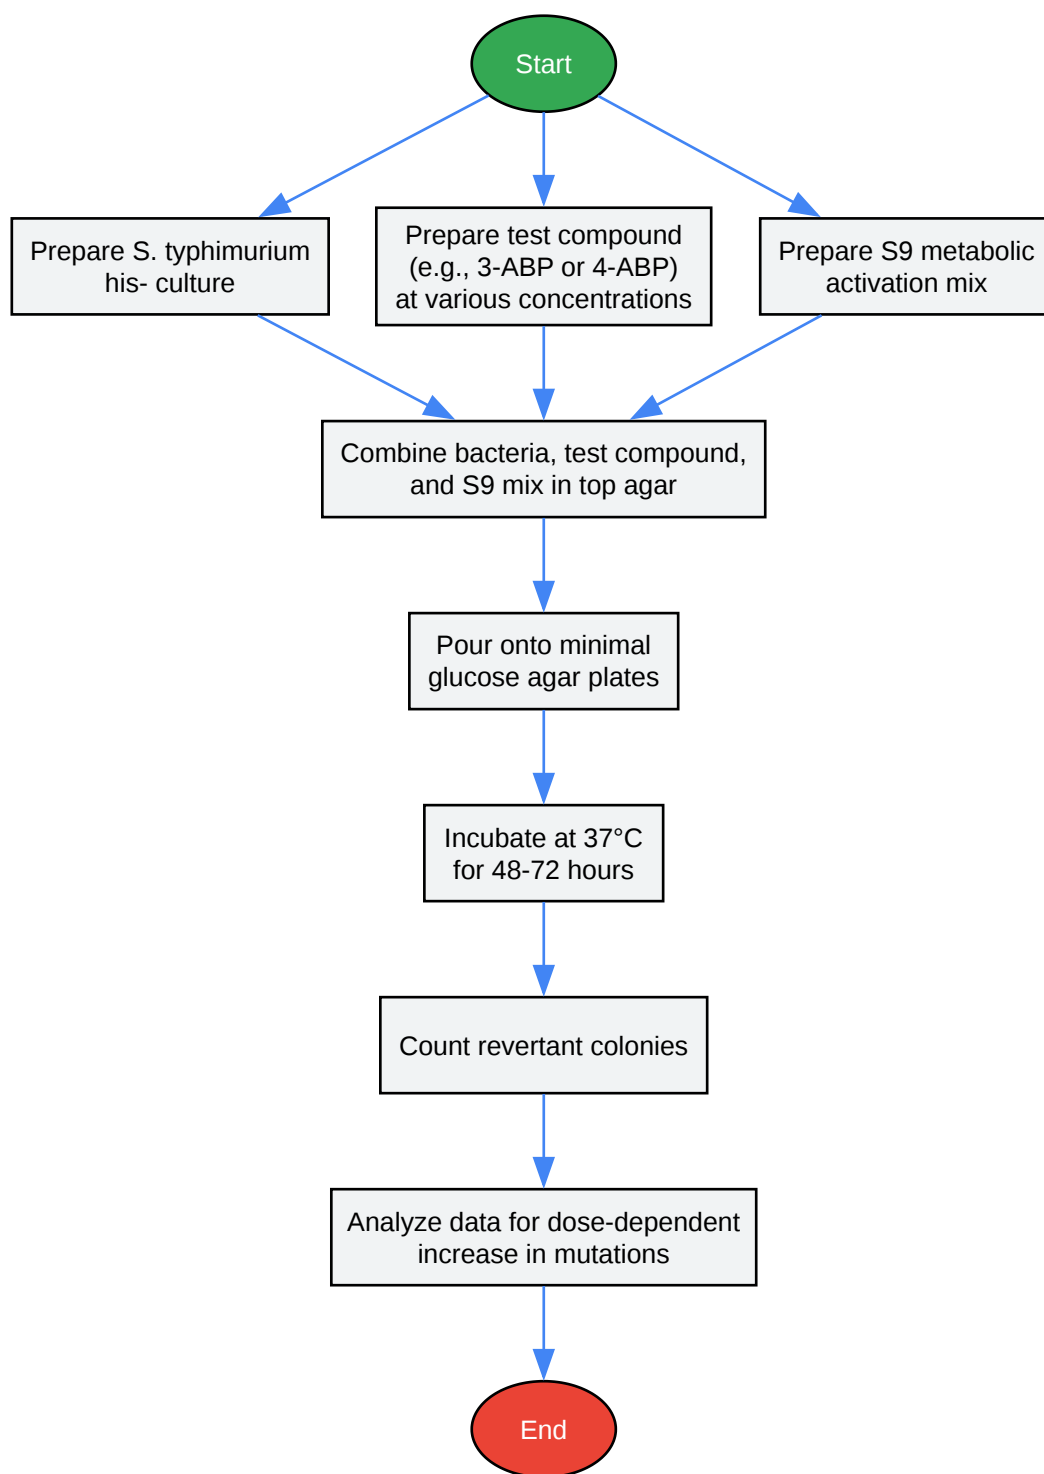 Start
Prepare S. typhimurium
his- culture
Prepare test compound
(e.g., 3-ABP or 4-ABP)
at various concentrations
Prepare S9 metabolic
activation mix
Combine bacteria, test compound,
and S9 mix in top agar
Pour onto minimal
glucose agar plates
Incubate at 37°C
for 48-72 hours
Count revertant colonies
Analyze data for dose-dependent
increase in mutations
End